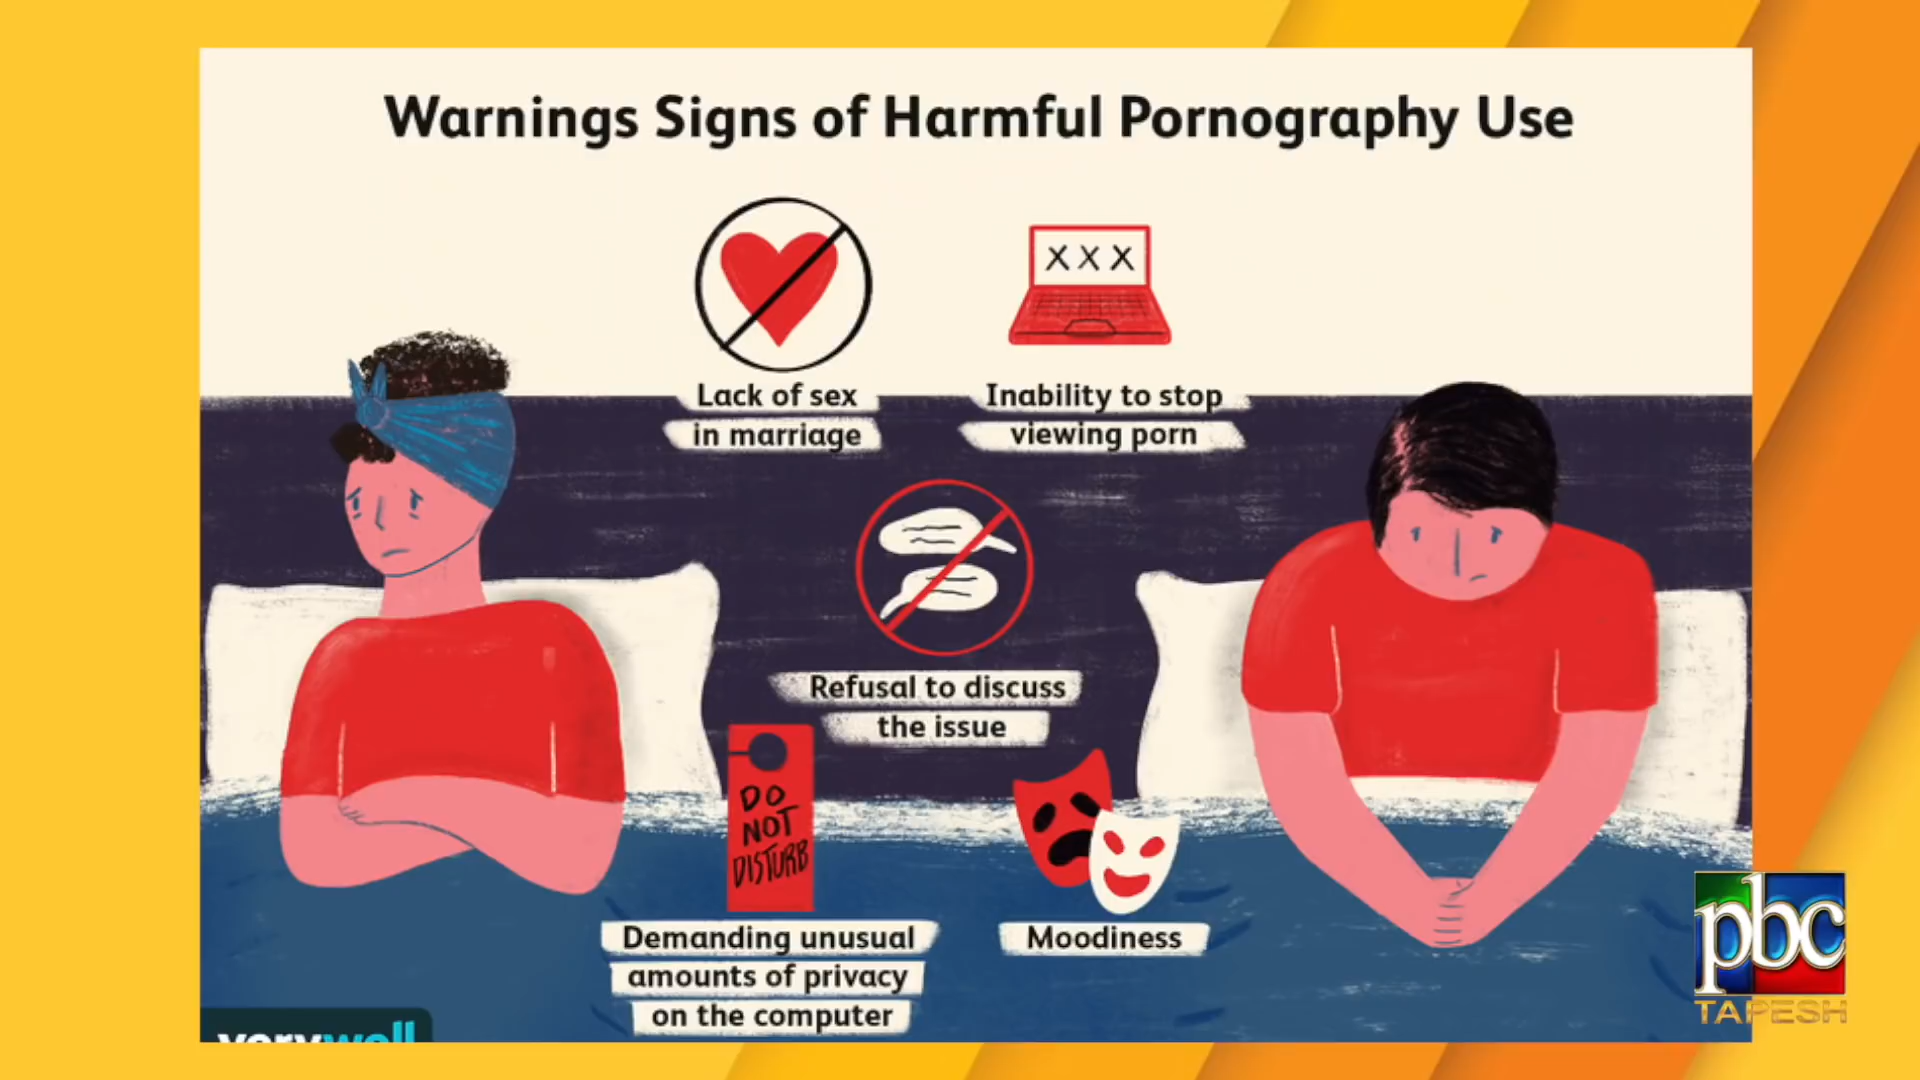 Warnings Signs of Harmful Pornography Use
XXX
Lack of sex
in marriage
Inability to stop
viewing porn
Refusal to discuss
the issue
DO
NOT
DISTURB
Demanding unusual
amounts of privacy
on the computer
Moodiness
verywell
pbc
TAPESH